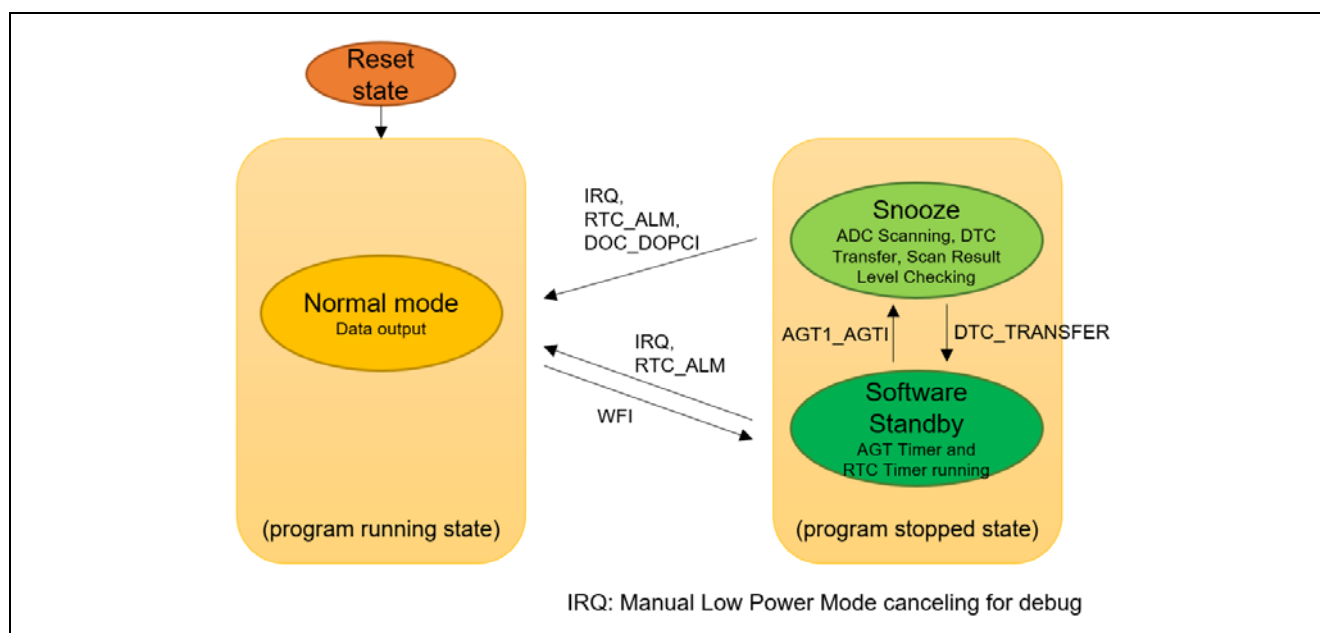 Reset
state
IRQ,
RTC_ALM,
DOC_DOPCI
Snooze
ADC Scanning, DTC
Transfer, Scan Result
Level Checking
Normal mode
Data output
AGT1_AGTI
DTC_TRANSFER
IRQ,
RTC_ALM
WFI
Software
Standby
AGT Timer and
RTC Timer running
(program running state)
(program stopped state)
IRQ: Manual Low Power Mode canceling for debug